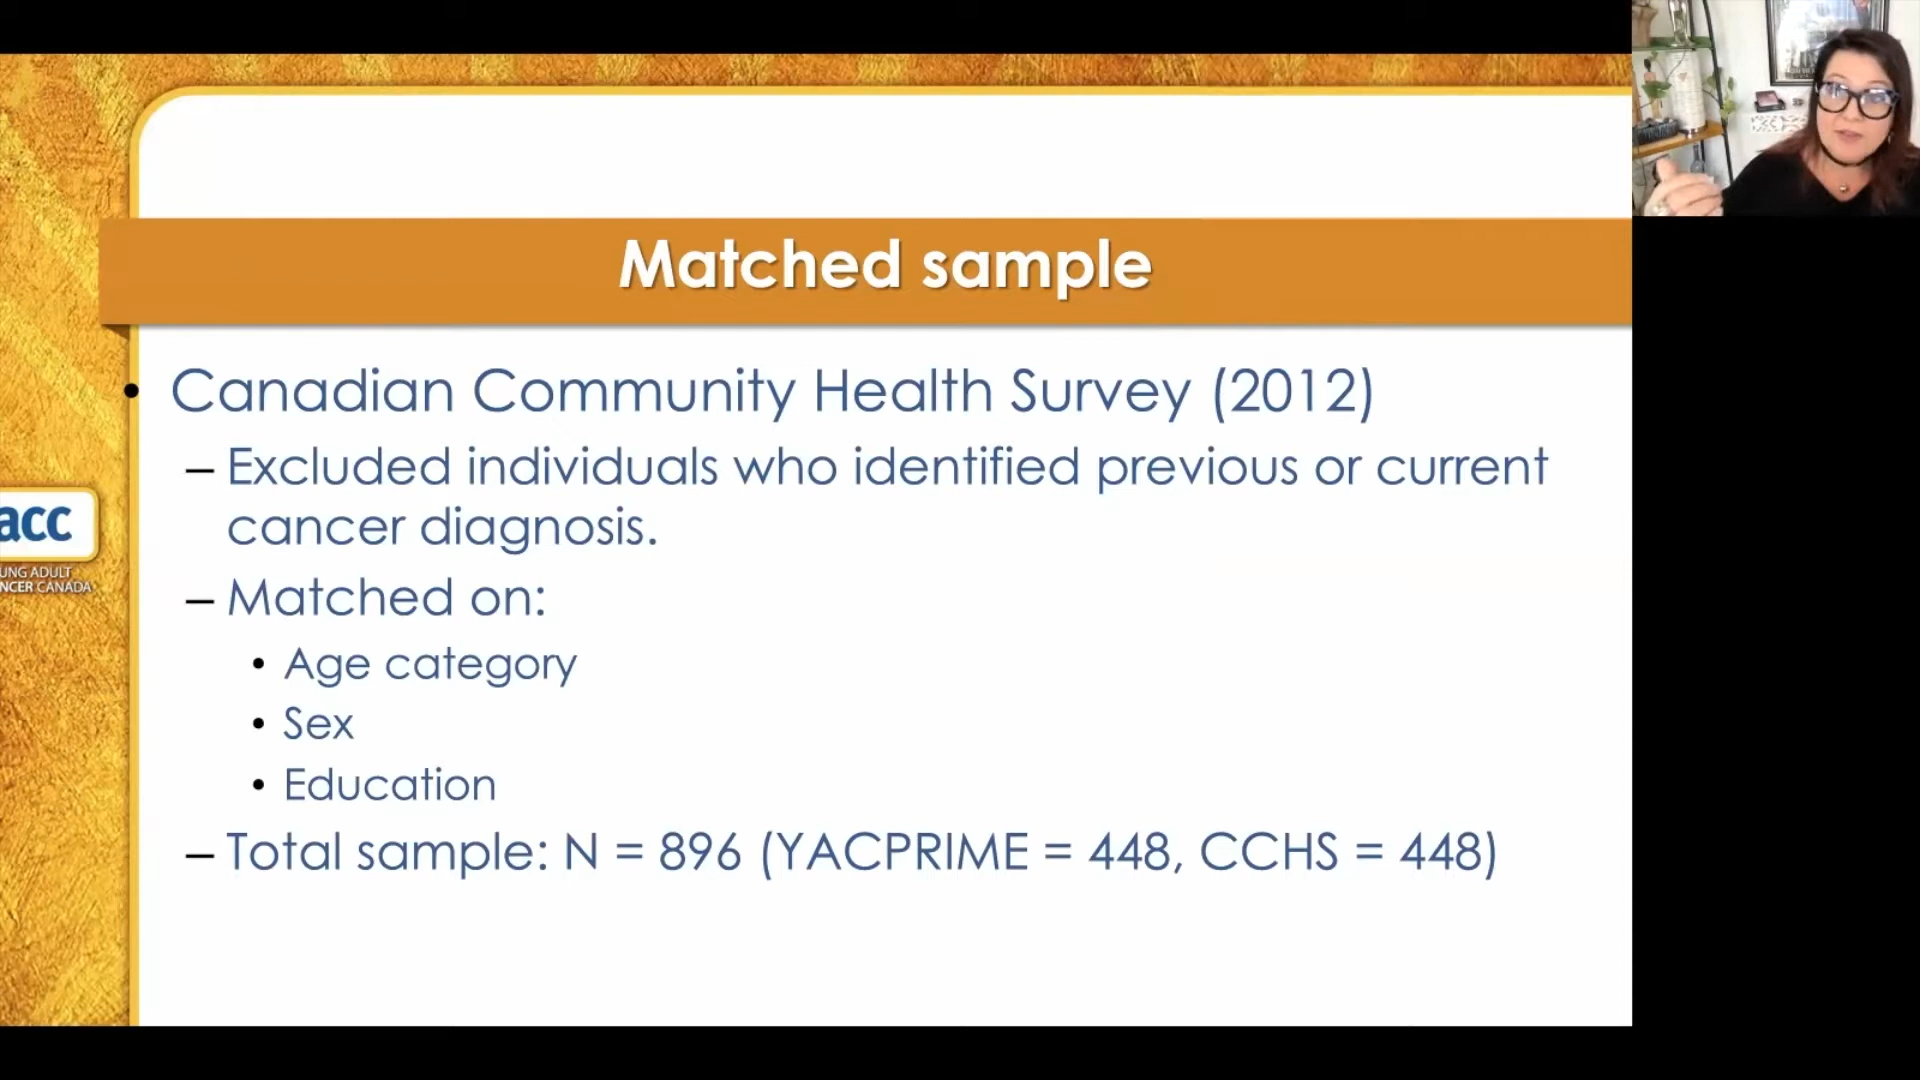 Matched sample
• Canadian Community Health Survey (2012)
– Excluded individuals who identified previous or current
cancer diagnosis.
– Matched on:
• Age category
• Sex
• Education
– Total sample: N = 896 (YACPRIME = 448, CCHS = 448)
acc
UNG ADULT
NCER CANADA